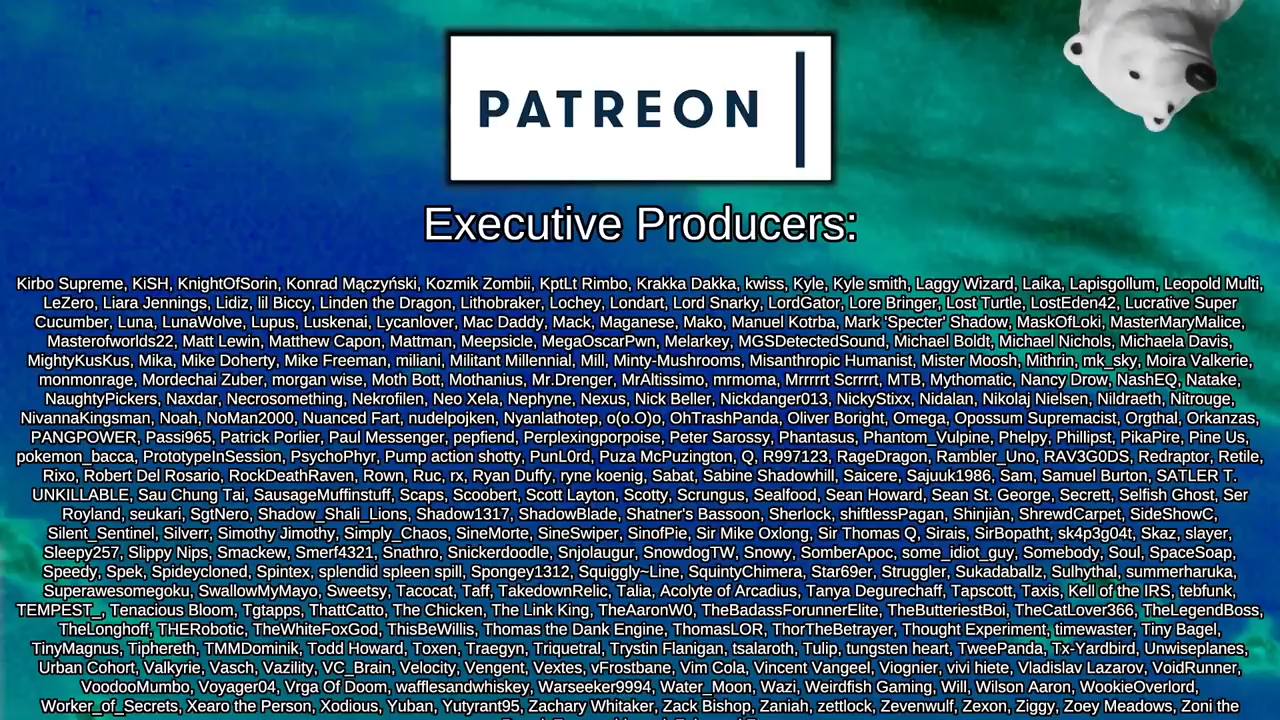 PATREON
Executive Producers:
Kirbo Supreme, KiSH, KnightOfSorin, Konrad Mączyński, Kozmik Zombii, KptLt Rimbo, Krakka Dakka, kwiss, Kyle, Kyle smith, Laggy Wizard, Laika, Lapisgollum, Leopold Multi,
LeZero, Liara Jennings, Lidiz, lil Biccy, Linden the Dragon, Lithobraker, Lochey, Londart, Lord Snarky, LordGator, Lore Bringer, Lost Turtle, LostEden42, Lucrative Super
Cucumber, Luna, LunaWolve, Lupus, Luskenai, Lycanlover, Mac Daddy, Mack, Maganese, Mako, Manuel Kotrba, Mark 'Specter' Shadow, MaskOfLoki, MasterMaryMalice,
Masterofworlds22, Matt Lewin, Matthew Capon, Mattman, Meepsicle, MegaOscarPwn, Melarkey, MGSDetectedSound, Michael Boldt, Michael Nichols, Michaela Davis,
MightyKusKus, Mika, Mike Doherty, Mike Freeman, miliani, Militant Millennial, Mill, Minty-Mushrooms, Misanthropic Humanist, Mister Moosh, Mithrin, mk_sky, Moira Valkerie,
monmonrage, Mordechai Zuber, morgan wise, Moth Bott, Mothanius, Mr.Drenger, MrAltissimo, mrmoma, Mrrrrrt Scrrrrt, MTB, Mythomatic, Nancy Drow, NashEQ, Natake,
NaughtyPickers, Naxdar, Necrosomething, Nekrofilen, Neo Xela, Nephyne, Nexus, Nick Beller, Nickdanger013, NickyStixx, Nidalan, Nikolaj Nielsen, Nildraeth, Nitrouge,
NivannaKingsman, Noah, NoMan2000, Nuanced Fart, nudelpojken, Nyanlathotep, o(o.O)o, OhTrashPanda, Oliver Boright, Omega, Opossum Supremacist, Orgthal, Orkanzas,
PANGPOWER, Passi965, Patrick Porlier, Paul Messenger, pepfiend, Perplexingporpoise, Peter Sarossy, Phantasus, Phantom_Vulpine, Phelpy, Phillipst, PikaPire, Pine Us,
pokemon_bacca, PrototypeInSession, PsychoPhyr, Pump action shotty, PunL0rd, Puza McPuzington, Q, R997123, RageDragon, Rambler_Uno, RAV3G0DS, Redraptor, Retile,
Rixo, Robert Del Rosario, RockDeathRaven, Rown, Ruc, rx, Ryan Duffy, ryne koenig, Sabat, Sabine Shadowhill, Saicere, Sajuuk1986, Sam, Samuel Burton, SATLER T.
UNKILLABLE, Sau Chung Tai, SausageMuffinstuff, Scaps, Scoobert, Scott Layton, Scotty, Scrungus, Sealfood, Sean Howard, Sean St. George, Secrett, Selfish Ghost, Ser
Royland, seukari, SgtNero, Shadow_Shali_Lions, Shadow1317, ShadowBlade, Shatner's Bassoon, Sherlock, shiftlessPagan, Shinjiàn, ShrewdCarpet, SideShowC,
Silent_Sentinel, Silverr, Simothy Jimothy, Simply_Chaos, SineMorte, SineSwiper, SinofPie, Sir Mike Oxlong, Sir Thomas Q, Sirais, SirBopatht, sk4p3g04t, Skaz, slayer,
Sleepy257, Slippy Nips, Smackew, Smerf4321, Snathro, Snickerdoodle, Snjolaugur, SnowdogTW, Snowy, SomberApoc, some_idiot_guy, Somebody, Soul, SpaceSoap,
Speedy, Spek, Spideycloned, Spintex, splendid spleen spill, Spongey1312, Squiggly~Line, SquintyChimera, Star69er, Struggler, Sukadaballz, Sulhythal, summerharuka,
Superawesomegoku, SwallowMyMayo, Sweetsy, Tacocat, Taff, TakedownRelic, Talia, Acolyte of Arcadius, Tanya Degurechaff, Tapscott, Taxis, Kell of the IRS, tebfunk,
TEMPEST_, Tenacious Bloom, Tgtapps, ThattCatto, The Chicken, The Link King, TheAaronW0, TheBadassForunnerElite, TheButteriestBoi, TheCatLover366, TheLegendBoss,
TheLonghoff, THERobotic, TheWhiteFoxGod, ThisBeWillis, Thomas the Dank Engine, ThomasLOR, ThorTheBetrayer, Thought Experiment, timewaster, Tiny Bagel,
TinyMagnus, Tiphereth, TMMDominik, Todd Howard, Toxen, Traegyn, Triquetral, Trystin Flanigan, tsalaroth, Tulip, tungsten heart, TweePanda, Tx-Yardbird, Unwiseplanes,
Urban Cohort, Valkyrie, Vasch, Vazility, VC_Brain, Velocity, Vengent, Vextes, vFrostbane, Vim Cola, Vincent Vangeel, Viognier, vivi hiete, Vladislav Lazarov, VoidRunner,
VoodooMumbo, Voyager04, Vrga Of Doom, wafflesandwhiskey, Warseeker9994, Water_Moon, Wazi, Weirdfish Gaming, Will, Wilson Aaron, WookieOverlord,
Worker_of_Secrets, Xearo the Person, Xodious, Yuban, Yutyrant95, Zachary Whitaker, Zack Bishop, Zaniah, zettlock, Zevenwulf, Zexon, Ziggy, Zoey Meadows, Zoni the